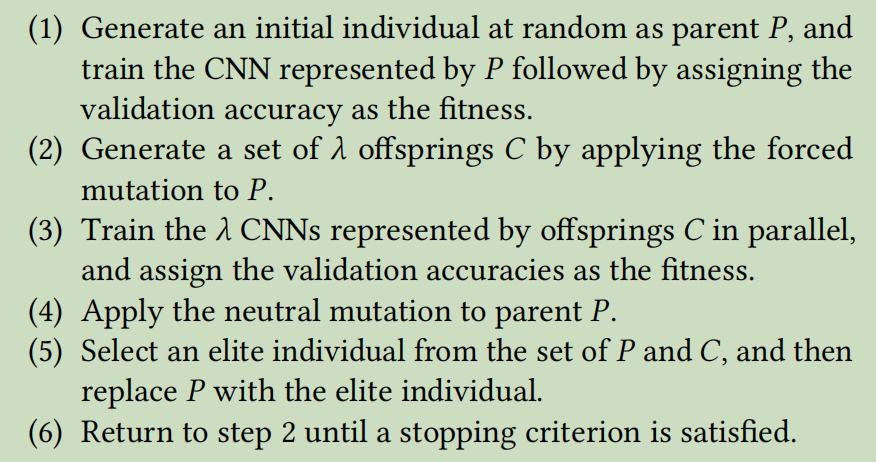 (1) Generate an initial individual at random as parent P, and
train the CNN represented by P followed by assigning the
validation accuracy as the fitness.
(2) Generate a set of λ offsprings C by applying the forced
mutation to P.
(3) Train the λ CNNs represented by offsprings C in parallel,
and assign the validation accuracies as the fitness.
(4) Apply the neutral mutation to parent P.
(5) Select an elite individual from the set of P and C, and then
replace P with the elite individual.
(6) Return to step 2 until a stopping criterion is satisfied.